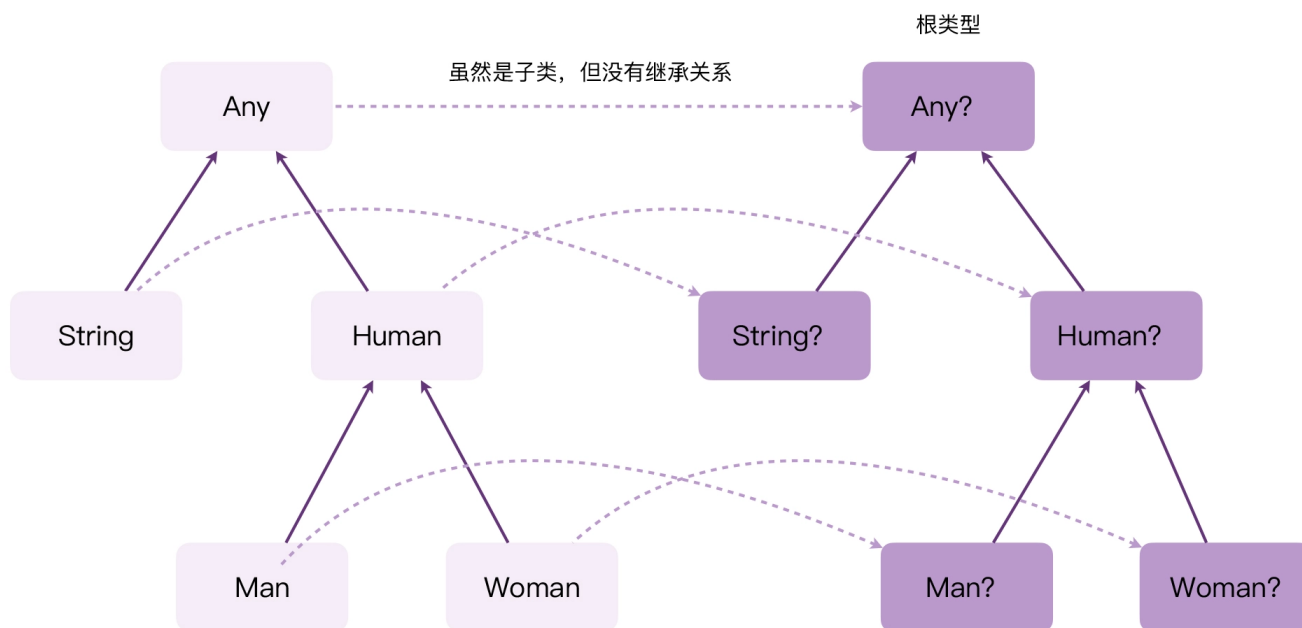 根类型
虽然是子类，但没有继承关系
Any
Any?
String
Human
String?
Human?
Man
Woman
Man?
Woman?